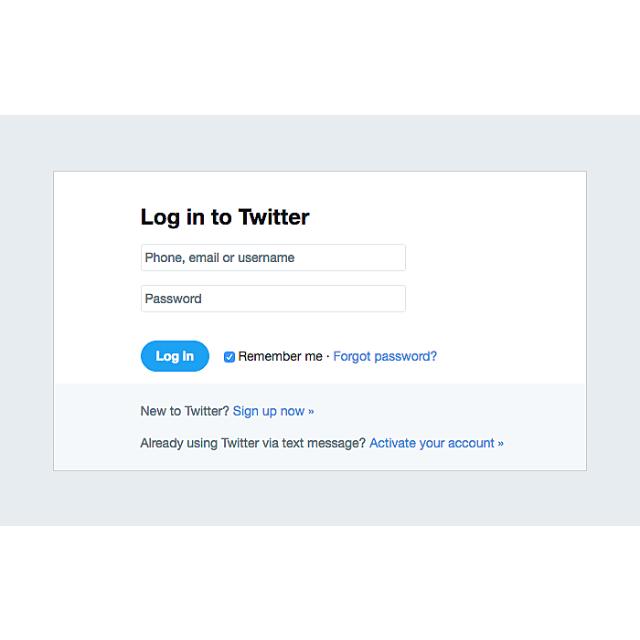 Log in to Twitter
Phone, email or username
Password
Log In Remember me · Forgot password?
New to Twitter? Sign up now »
Already using Twitter via text message? Activate your account »